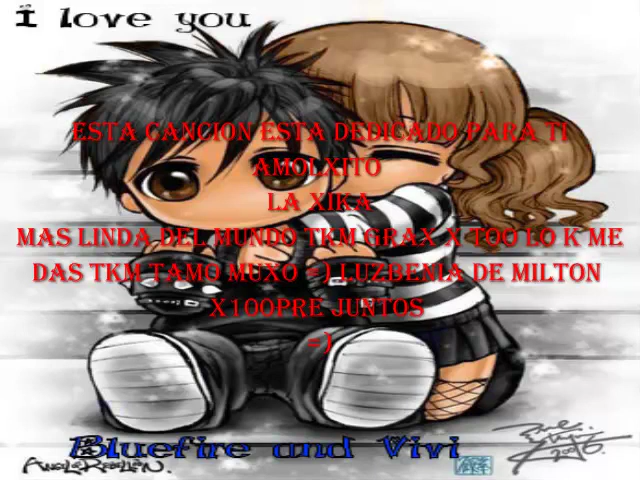 I love you
ESTA CANCION ESTA DEDICADO PARA TI
AMOLXITO
LA XIKA
MAS LINDA DEL MUNDO TKM GRAX X TOO LO K ME
DAS TKM TAMO MUXO =) LUZBENIA DE MILTON
X100PRE JUNTOS
=)
Bluefire and Vivi